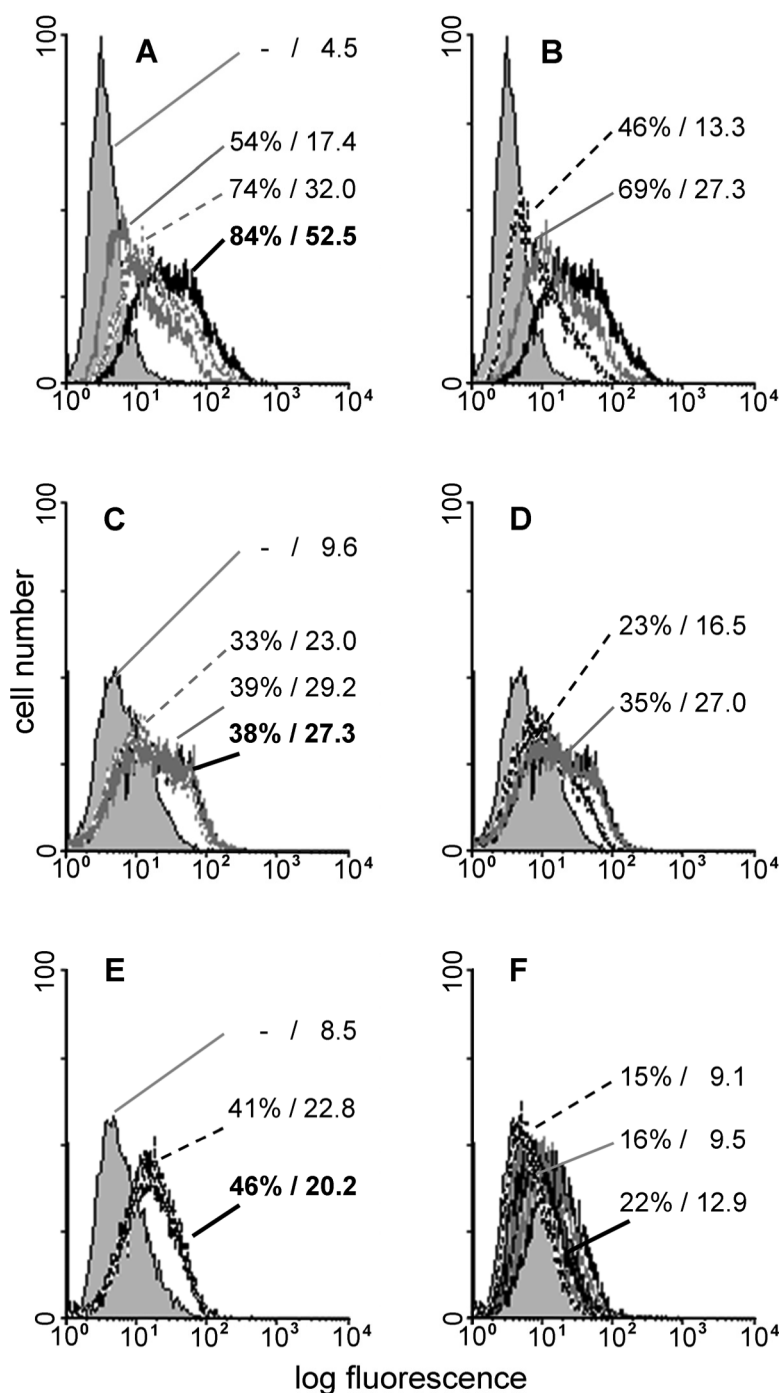 A
B
100
- / 4.5
54% / 17.4
74% / 32.0
84% / 52.5
0
10⁰ 10¹ 10² 10³ 10⁴
100
46% / 13.3
69% / 27.3
0
10⁰ 10¹ 10² 10³ 10⁴
C
D
100
- / 9.6
33% / 23.0
39% / 29.2
38% / 27.3
0
10⁰ 10¹ 10² 10³ 10⁴
100
23% / 16.5
35% / 27.0
0
10⁰ 10¹ 10² 10³ 10⁴
cell number
E
F
100
- / 8.5
41% / 22.8
46% / 20.2
0
10⁰ 10¹ 10² 10³ 10⁴
100
15% / 9.1
16% / 9.5
22% / 12.9
0
10⁰ 10¹ 10² 10³ 10⁴
log fluorescence